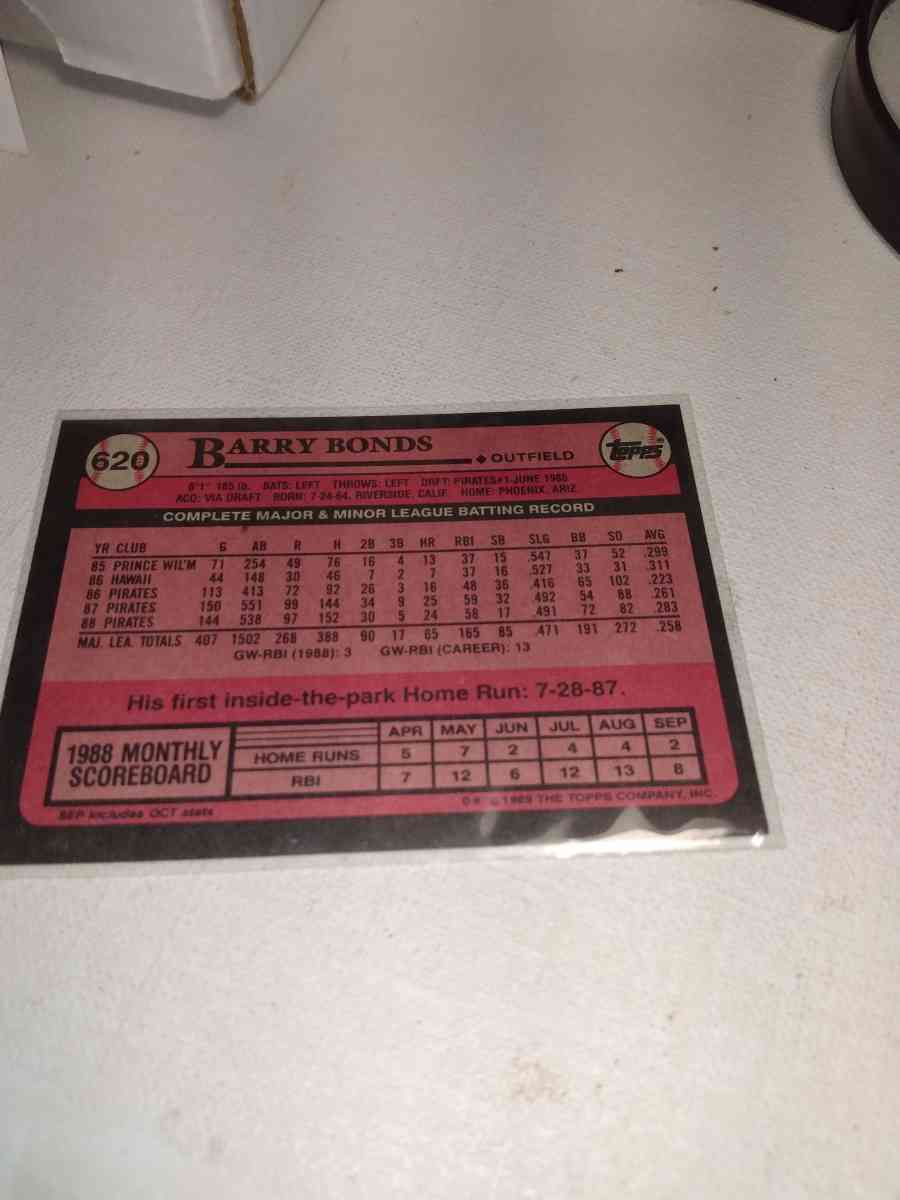 620
BARRY BONDS
◆ OUTFIELD
topps®
6'1" 185 lb. BATS: LEFT THROWS: LEFT DRFT: PIRATES #1-JUNE 1985
ACQ: VIA DRAFT BORN: 7-24-64, RIVERSIDE, CALIF. HOME: PHOENIX, ARIZ.
COMPLETE MAJOR & MINOR LEAGUE BATTING RECORD
YR CLUB G AB R H 2B 3B HR RBI SB SLG BB SO AVG
85 PRINCE WIL'M 71 254 49 76 16 4 13 37 15 .547 37 52 .299
86 HAWAII 44 148 30 46 7 2 7 37 16 .527 33 31 .311
86 PIRATES 113 413 72 92 26 3 16 48 36 .416 65 102 .223
87 PIRATES 150 551 99 144 34 9 25 59 32 .492 54 88 .261
88 PIRATES 144 538 97 152 30 5 24 58 17 .491 72 82 .283
MAJ. LEA. TOTALS 407 1502 268 388 90 17 65 165 85 .471 191 272 .258
GW-RBI (1988): 3 GW-RBI (CAREER): 13
His first inside-the-park Home Run: 7-28-87.
1988 MONTHLY SCOREBOARD
APR MAY JUN JUL AUG SEP
HOME RUNS 5 7 2 4 4 2
RBI 7 12 6 12 13 8
SEP includes OCT stats
© 1989 THE TOPPS COMPANY, INC.